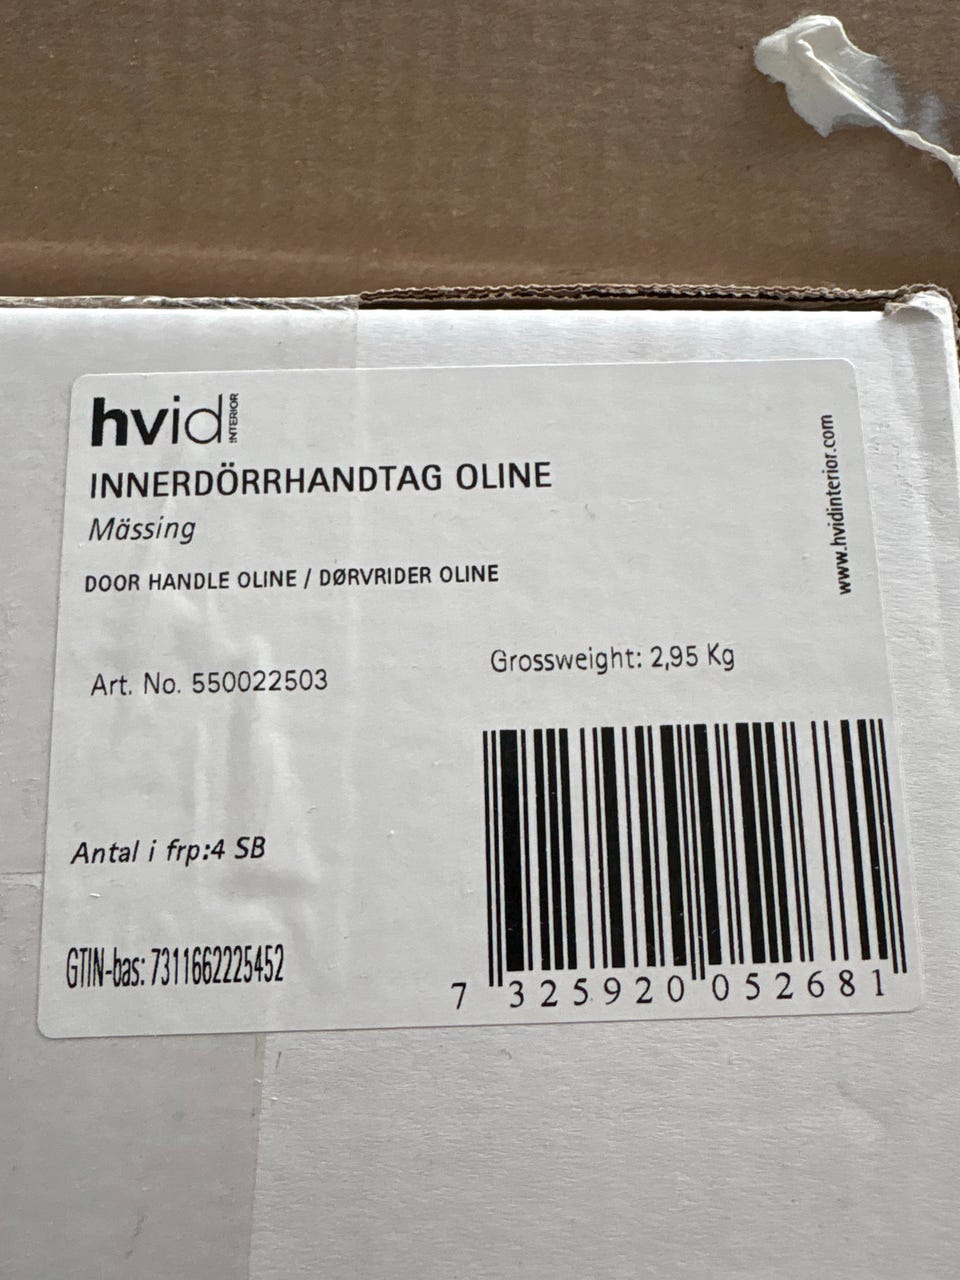 hvid INTERIOR
INNERDÖRRHANDTAG OLINE
Mässing
DOOR HANDLE OLINE / DØRVRIDER OLINE
www.hvidinterior.com
Art. No. 550022503
Grossweight: 2,95 Kg
Antal i frp:4 SB
GTIN-bas: 7311662225452
7 325920 052681